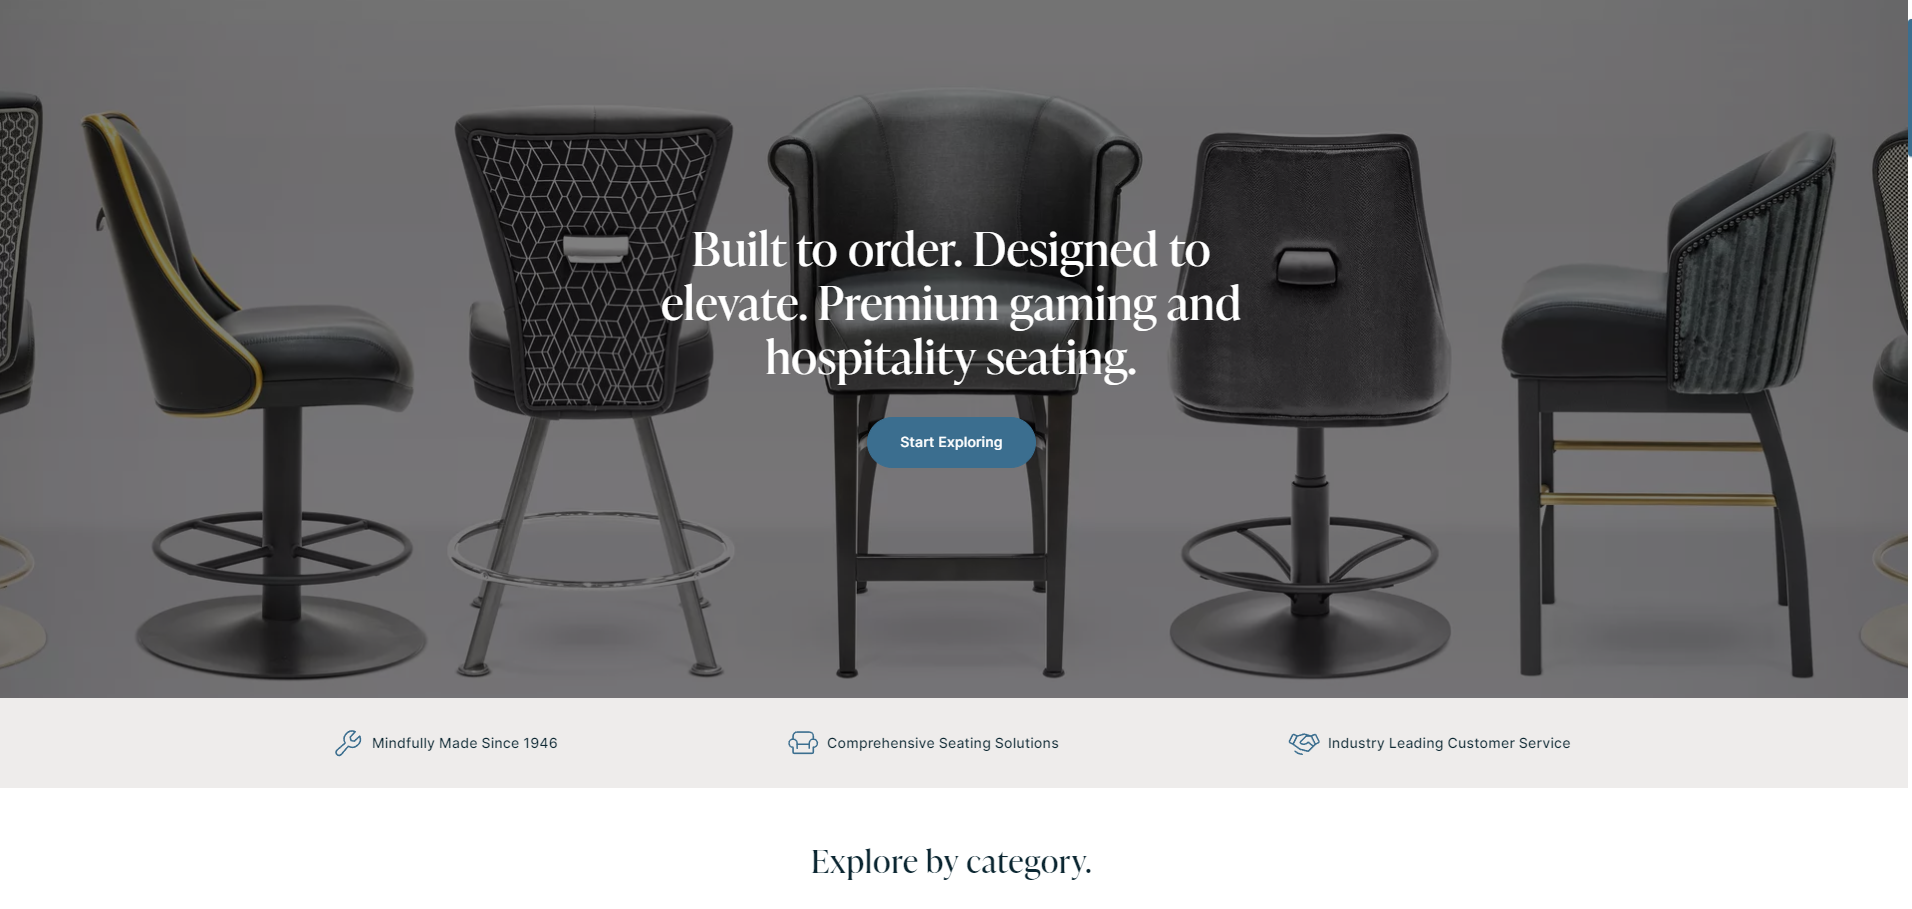 Built to order. Designed to
elevate. Premium gaming and
hospitality seating.
Start Exploring
Mindfully Made Since 1946
Comprehensive Seating Solutions
Industry Leading Customer Service
Explore by category.